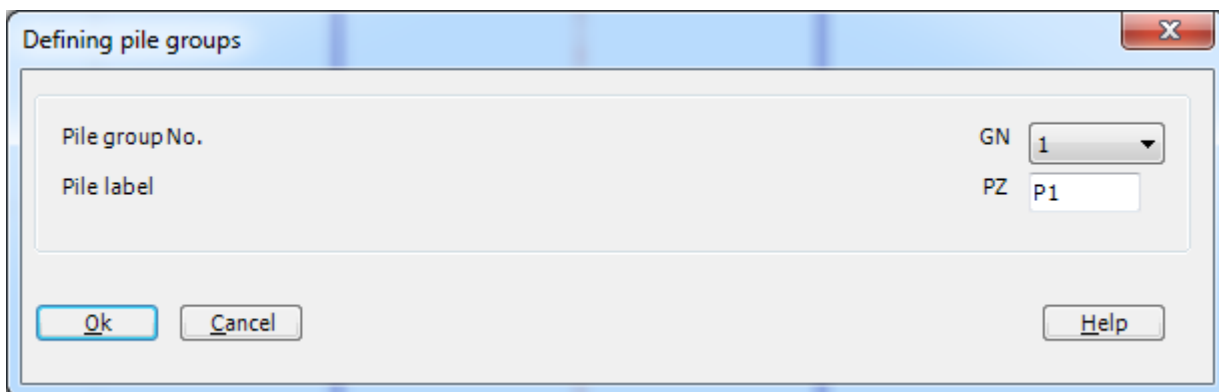 Defining pile groups
Pile group No. GN 1
Pile label PZ P1
Ok Cancel Help